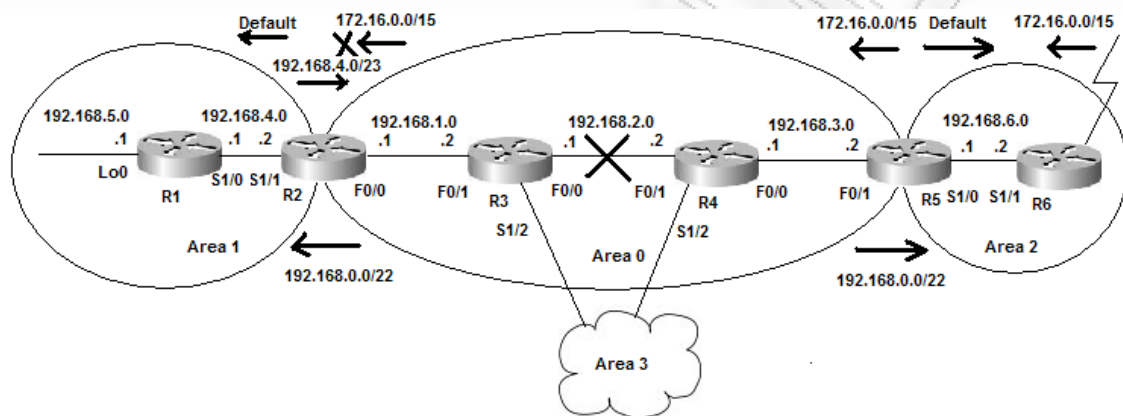 Default
172.16.0.0/15
172.16.0.0/15
Default
172.16.0.0/15
192.168.4.0/23
192.168.5.0
192.168.4.0
192.168.1.0
192.168.2.0
192.168.3.0
192.168.6.0
.1
.1
.2
.1
.2
.1
.2
.1
.2
.1
.2
Lo0
S1/0
S1/1
R1
R2
F0/0
F0/1
R3
F0/0
F0/1
R4
F0/0
F0/1
R5
S1/0
S1/1
R6
S1/2
S1/2
Area 1
Area 0
Area 2
192.168.0.0/22
192.168.0.0/22
Area 3